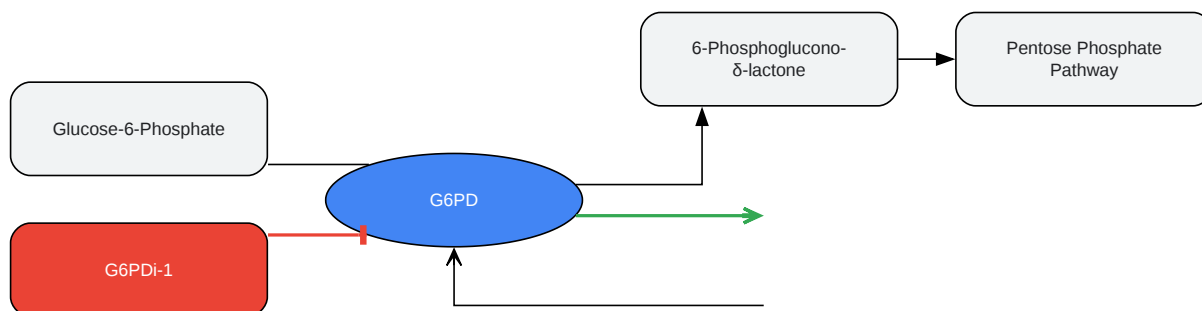 6-Phosphoglucono-
δ-lactone
Pentose Phosphate
Pathway
Glucose-6-Phosphate
G6PD
G6PDi-1